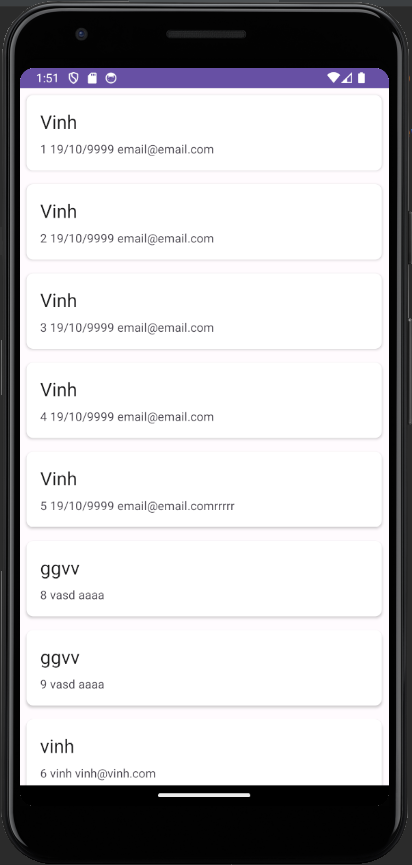 1:51
Vinh
1 19/10/9999 email@email.com
Vinh
2 19/10/9999 email@email.com
Vinh
3 19/10/9999 email@email.com
Vinh
4 19/10/9999 email@email.com
Vinh
5 19/10/9999 email@email.comrrrrr
ggvv
8 vasd aaaa
ggvv
9 vasd aaaa
vinh
6 vinh vinh@vinh.com